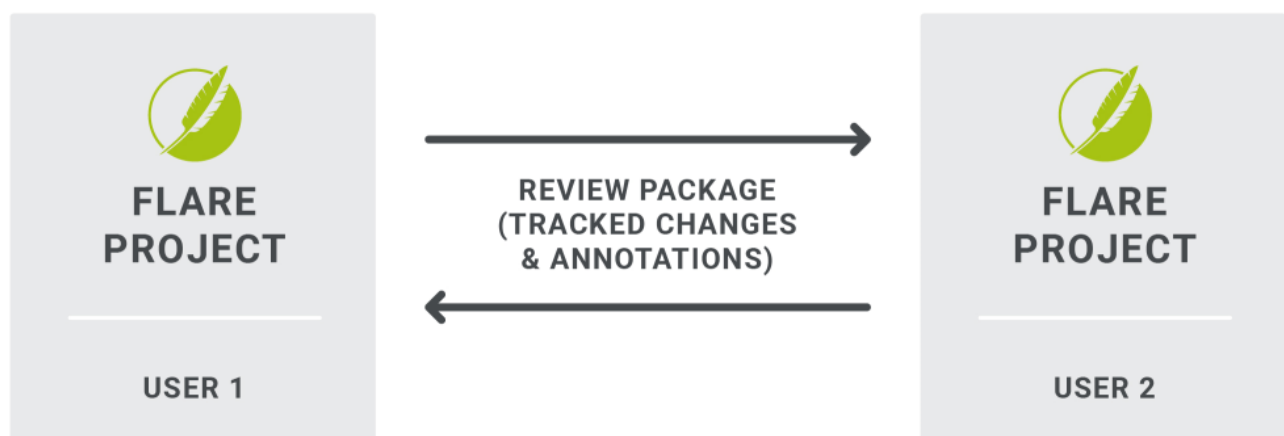 FLARE
PROJECT
USER 1
REVIEW PACKAGE
(TRACKED CHANGES
& ANNOTATIONS)
FLARE
PROJECT
USER 2